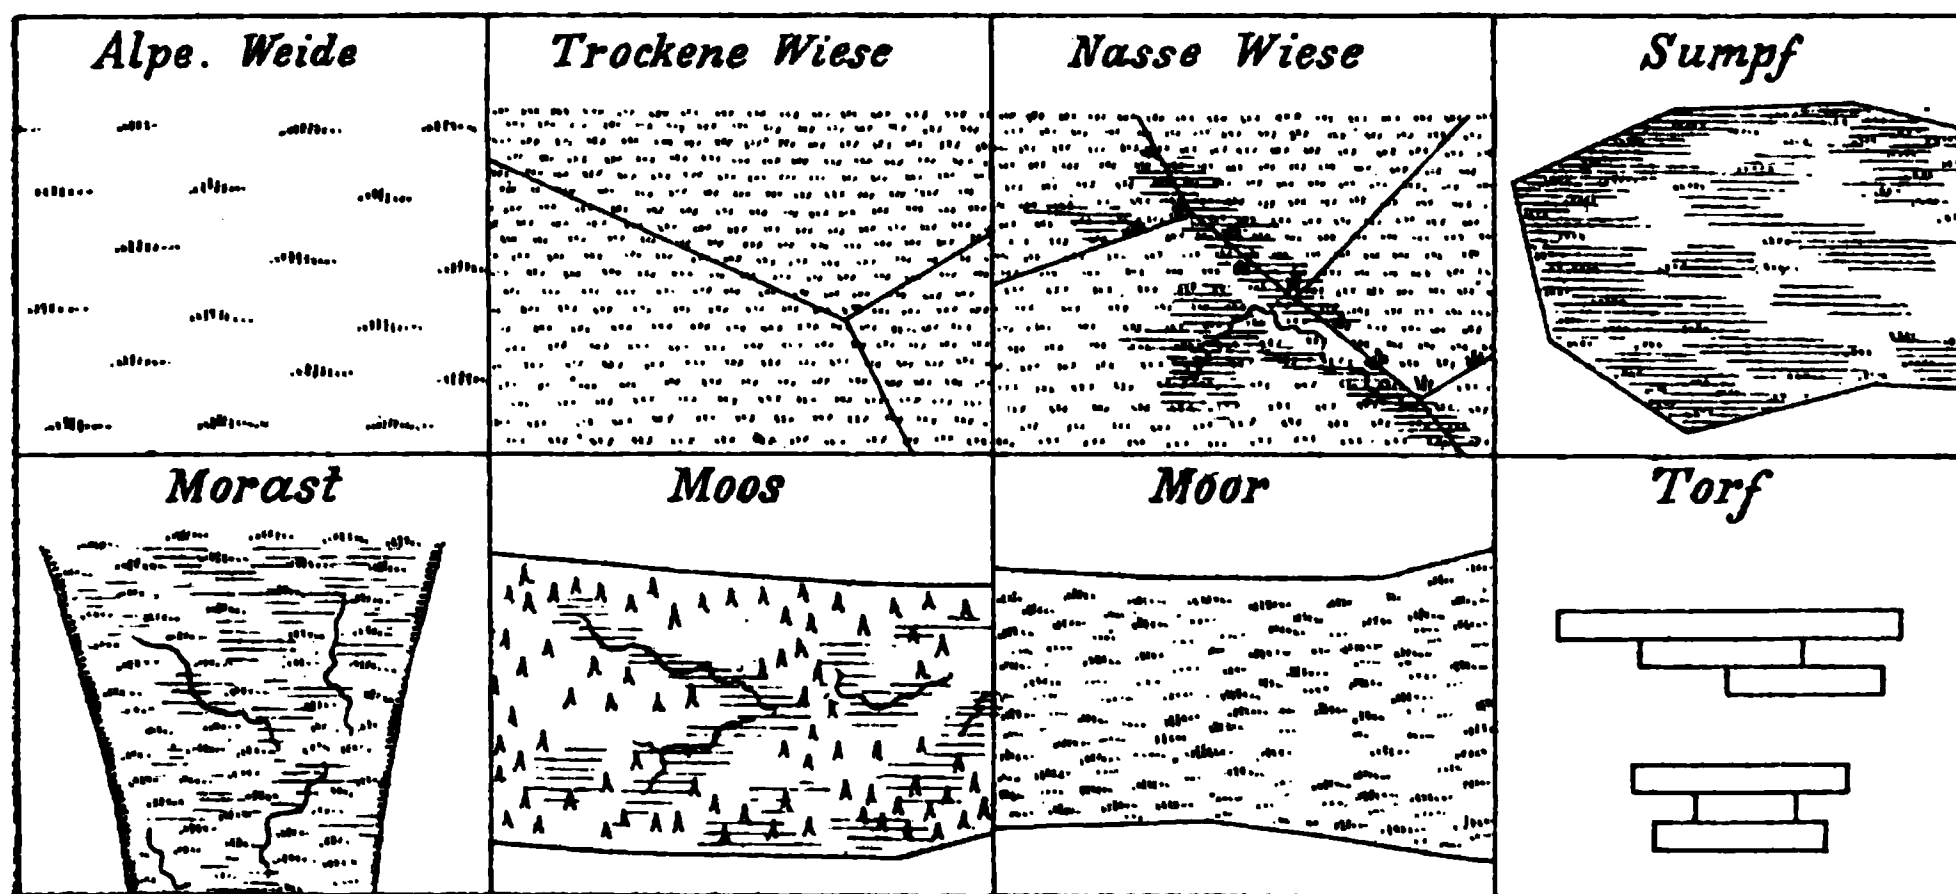 Alpe. Weide
Trockene Wiese
Nasse Wiese
Sumpf
Morast
Moos
Moor
Torf